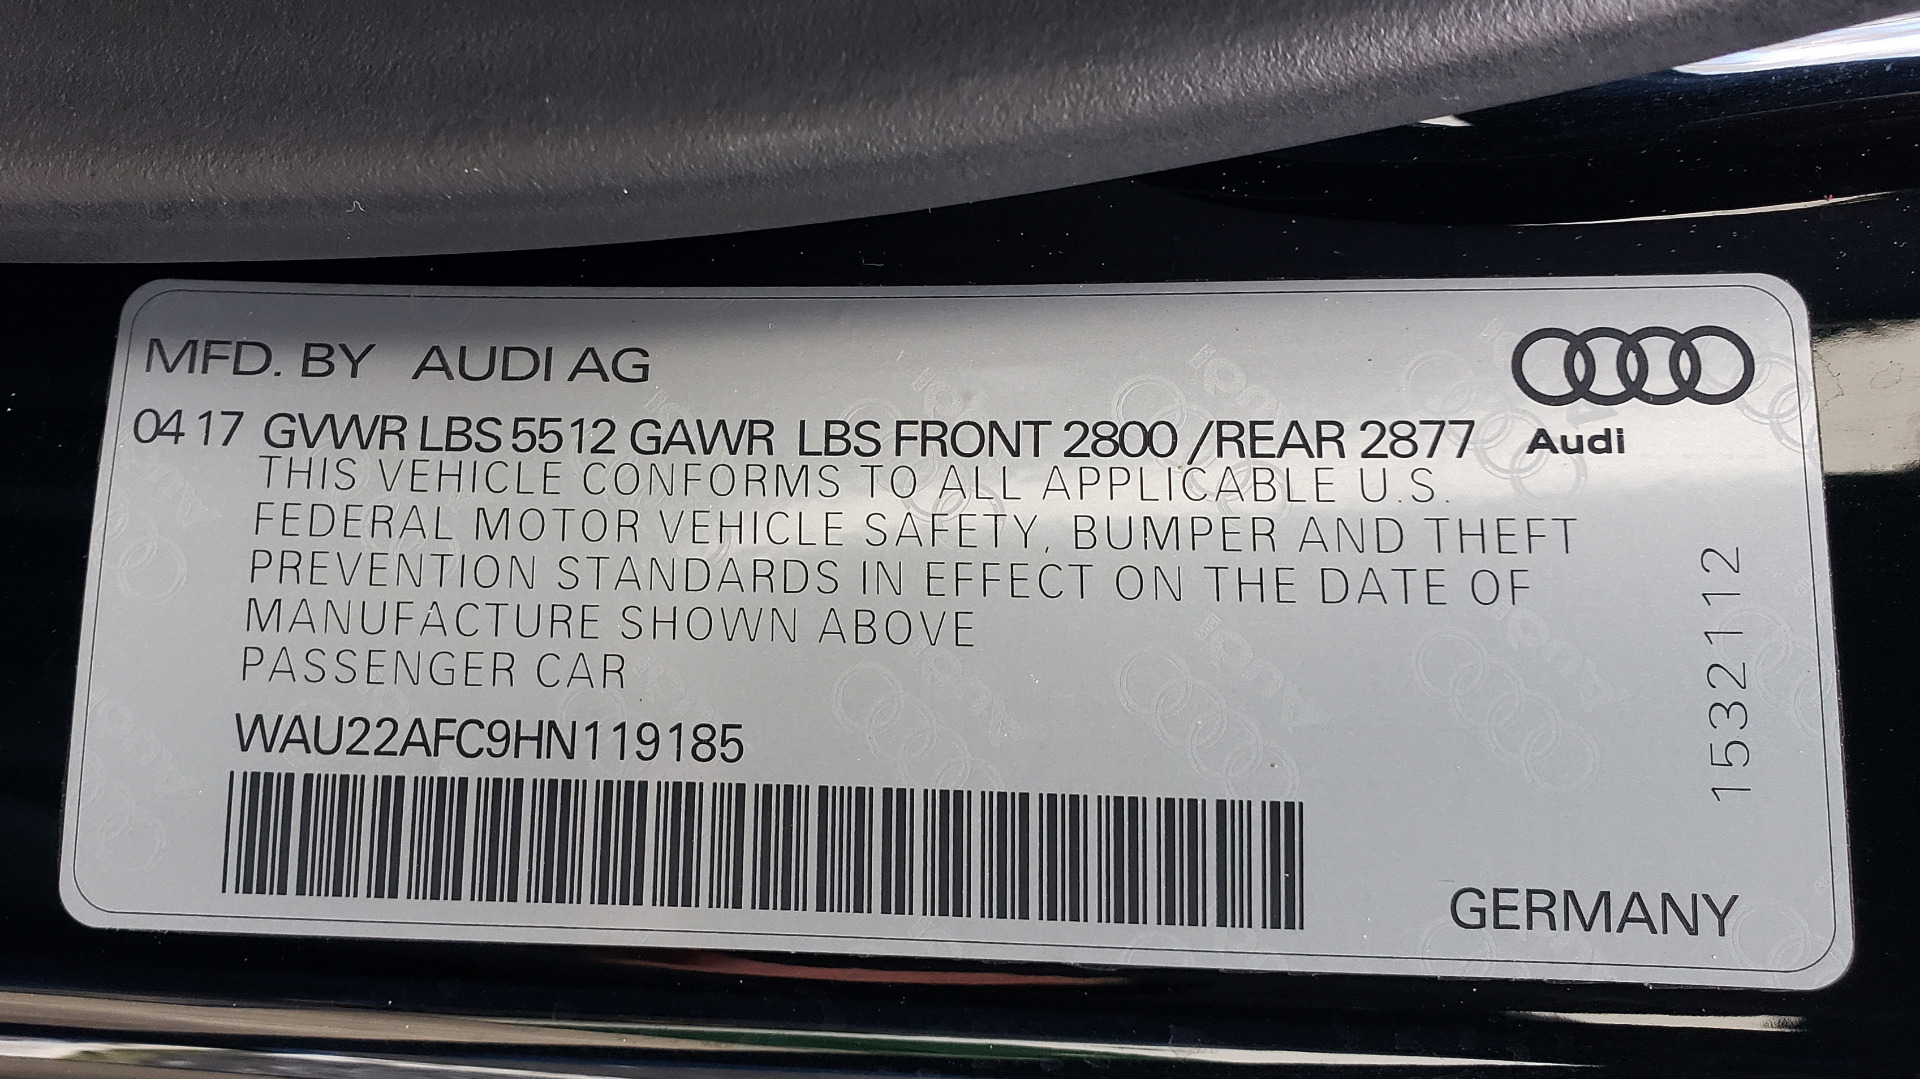 MFD. BY AUDI AG
04 17 GVWR LBS 5512 GAWR LBS FRONT 2800 /REAR 2877
Audi
THIS VEHICLE CONFORMS TO ALL APPLICABLE U.S.
FEDERAL MOTOR VEHICLE SAFETY, BUMPER AND THEFT
PREVENTION STANDARDS IN EFFECT ON THE DATE OF
MANUFACTURE SHOWN ABOVE
PASSENGER CAR
WAU22AFC9HN119185
1532112
GERMANY